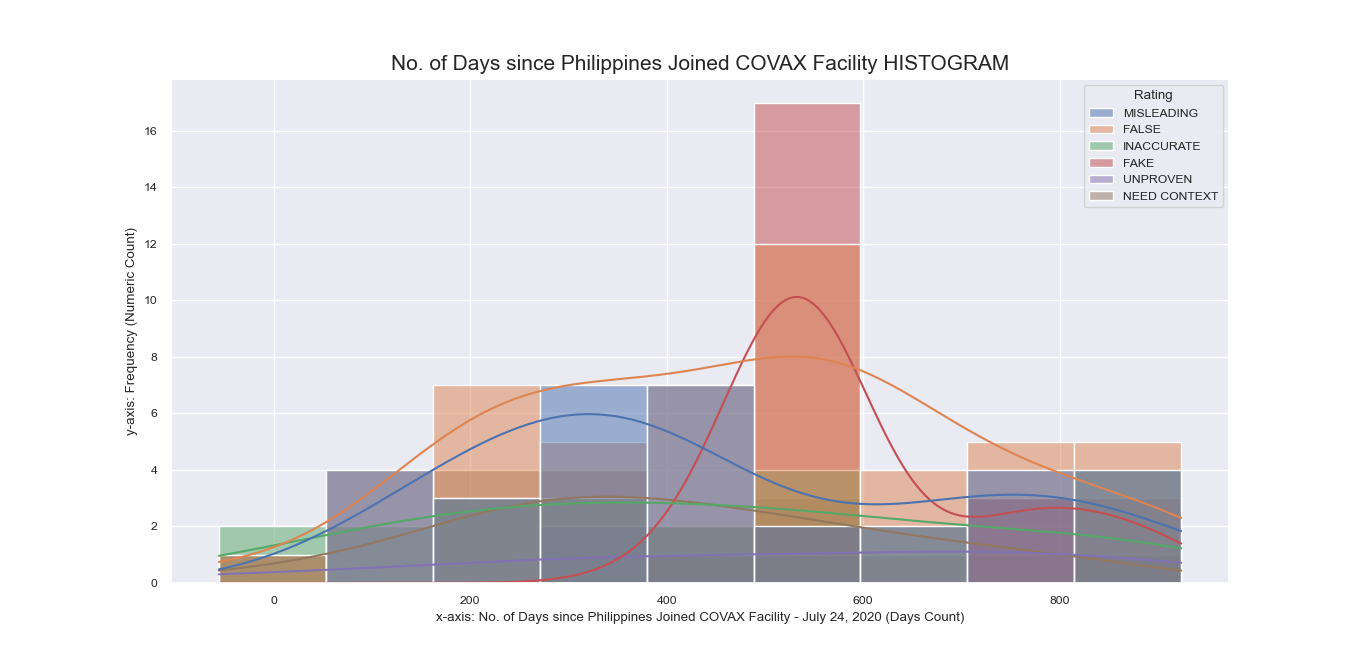 No. of Days since Philippines Joined COVAX Facility HISTOGRAM
Rating
MISLEADING
FALSE
INACCURATE
FAKE
UNPROVEN
NEED CONTEXT
y-axis: Frequency (Numeric Count)
16
14
12
10
8
6
4
2
0
0 200 400 600 800
x-axis: No. of Days since Philippines Joined COVAX Facility - July 24, 2020 (Days Count)